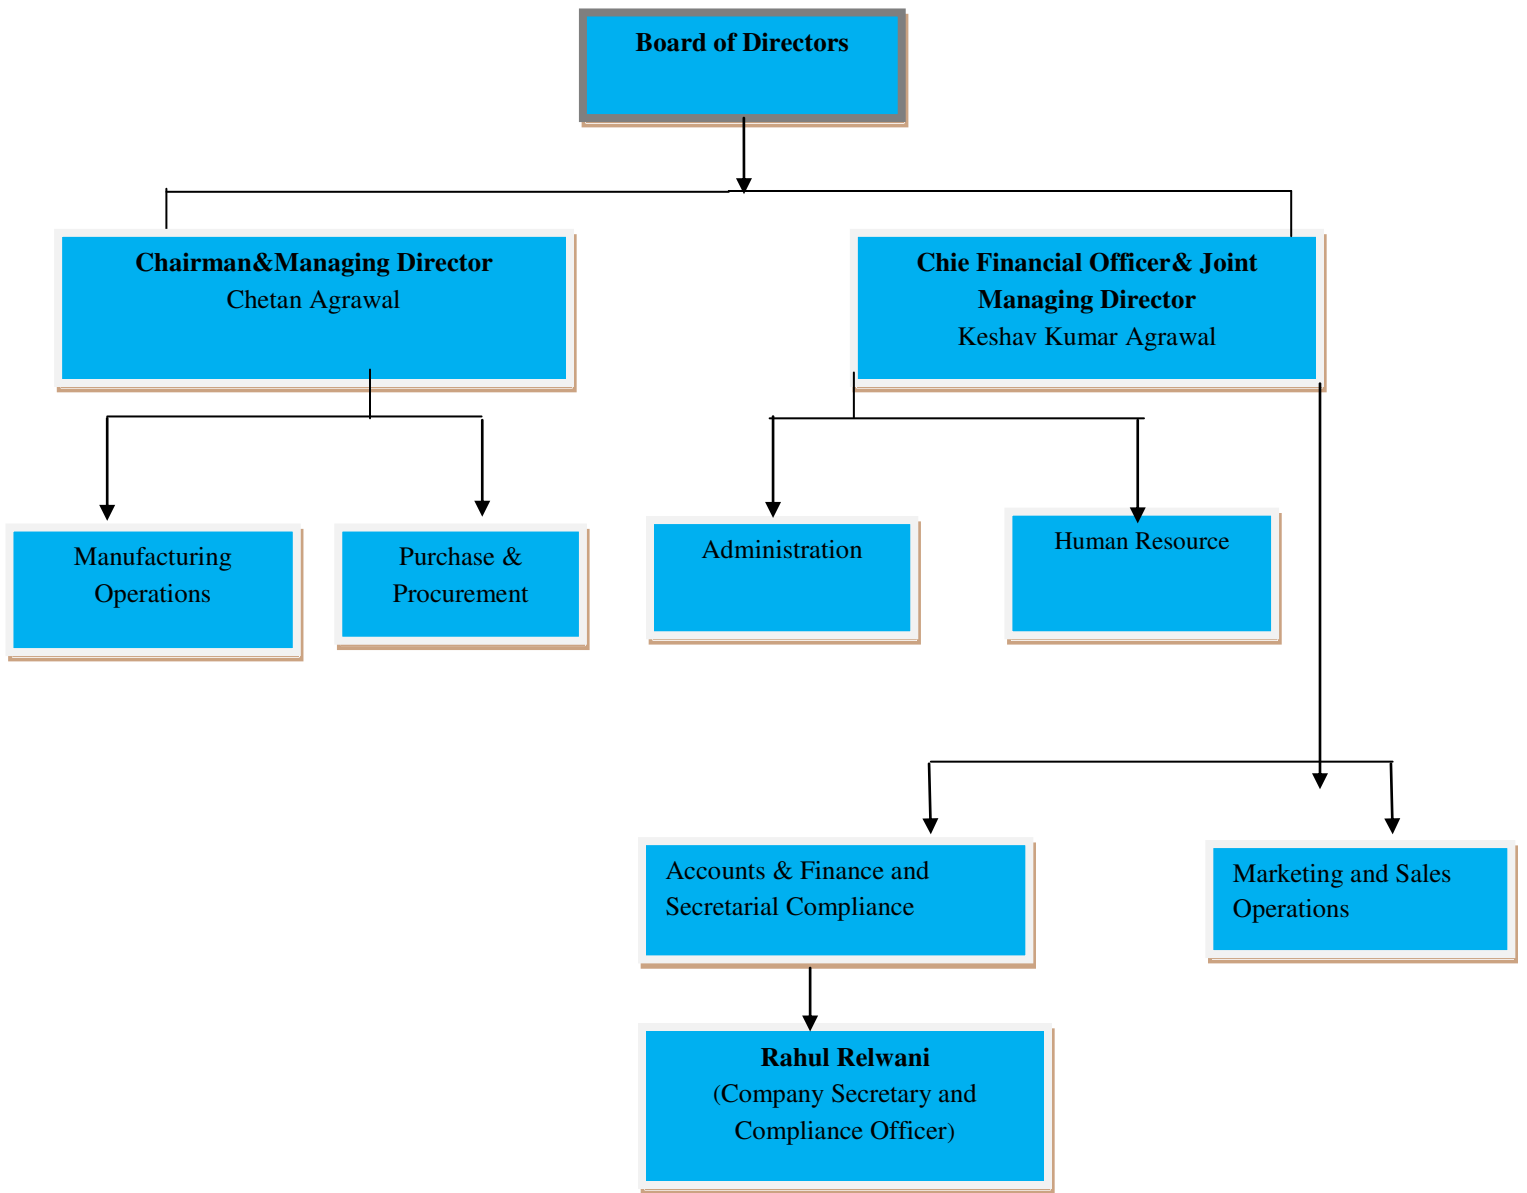 Board of Directors
Chairman&Managing Director
Chetan Agrawal
Chie Financial Officer& Joint
Managing Director
Keshav Kumar Agrawal
Manufacturing
Operations
Purchase &
Procurement
Administration
Human Resource
Accounts & Finance and
Secretarial Compliance
Marketing and Sales
Operations
Rahul Relwani
(Company Secretary and
Compliance Officer)